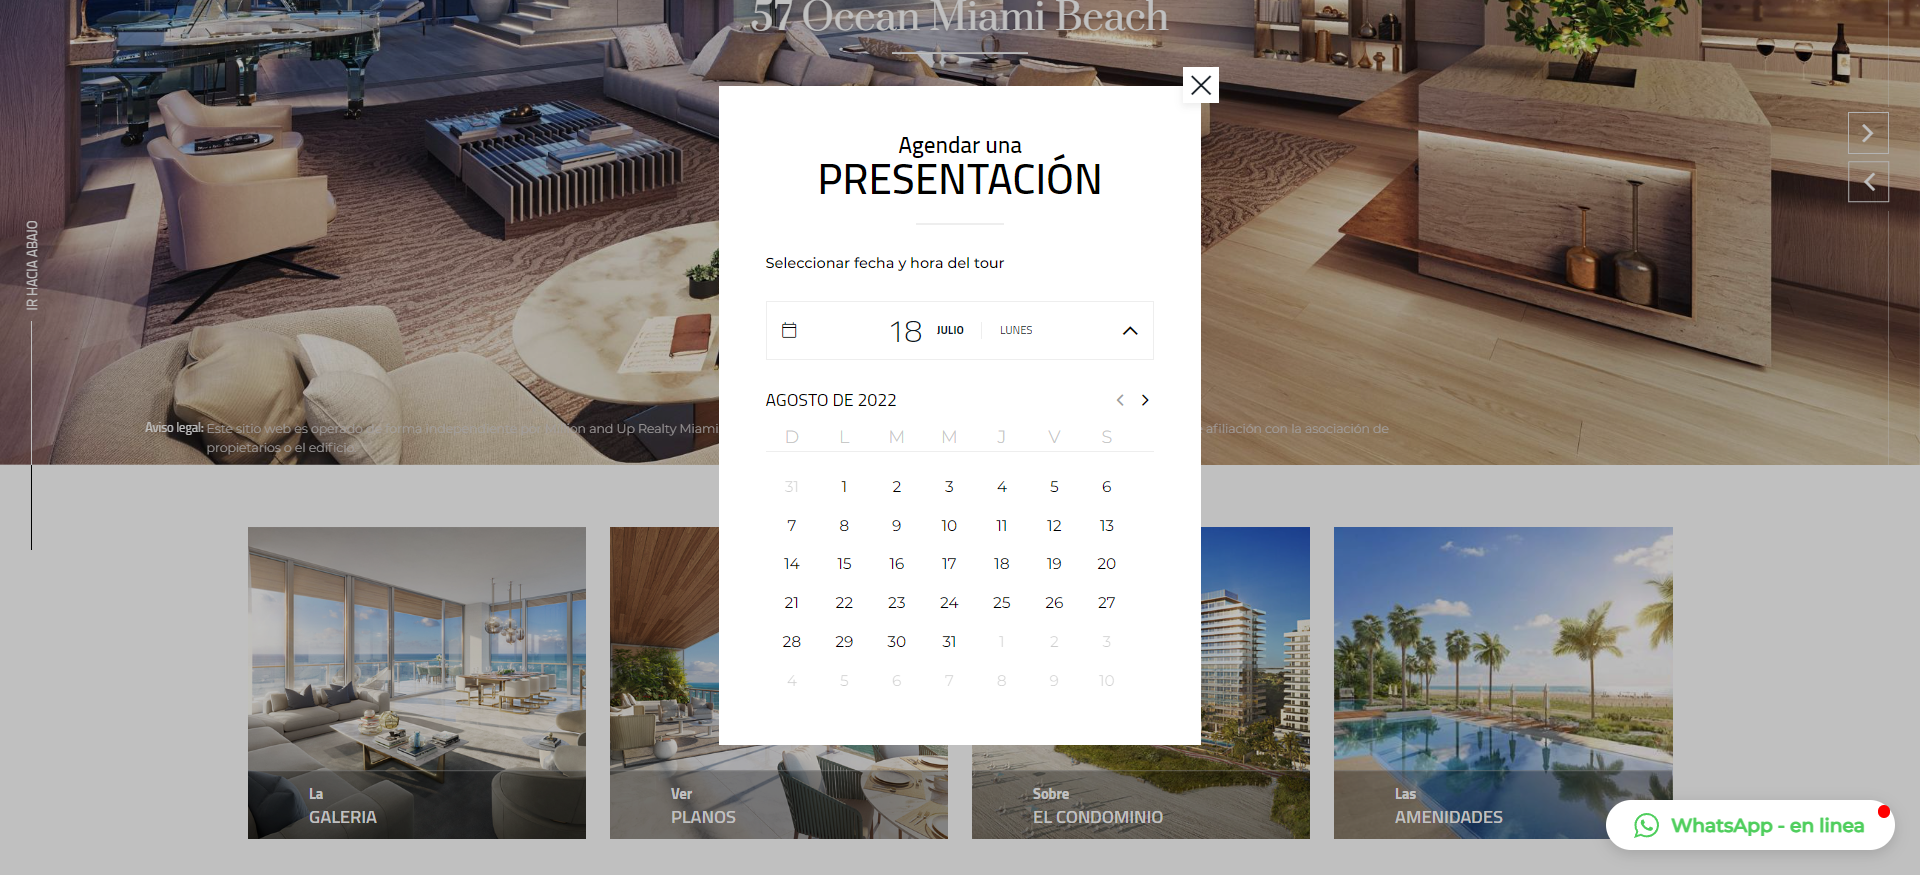 57 Ocean Miami Beach
Agendar una
PRESENTACIÓN
Seleccionar fecha y hora del tour
18 JULIO LUNES
AGOSTO DE 2022
D L M M J V S
31 1 2 3 4 5 6
7 8 9 10 11 12 13
14 15 16 17 18 19 20
21 22 23 24 25 26 27
28 29 30 31 1 2 3
4 5 6 7 8 9 10
IR HACIA ABAJO
Aviso legal: Este sitio web es operado de forma independiente por and Up Realty Miami
afiliación con la asociación de
propietarios o el edificio.
La
GALERIA
Ver
PLANOS
Sobre
EL CONDOMINIO
Las
AMENIDADES
WhatsApp - en linea